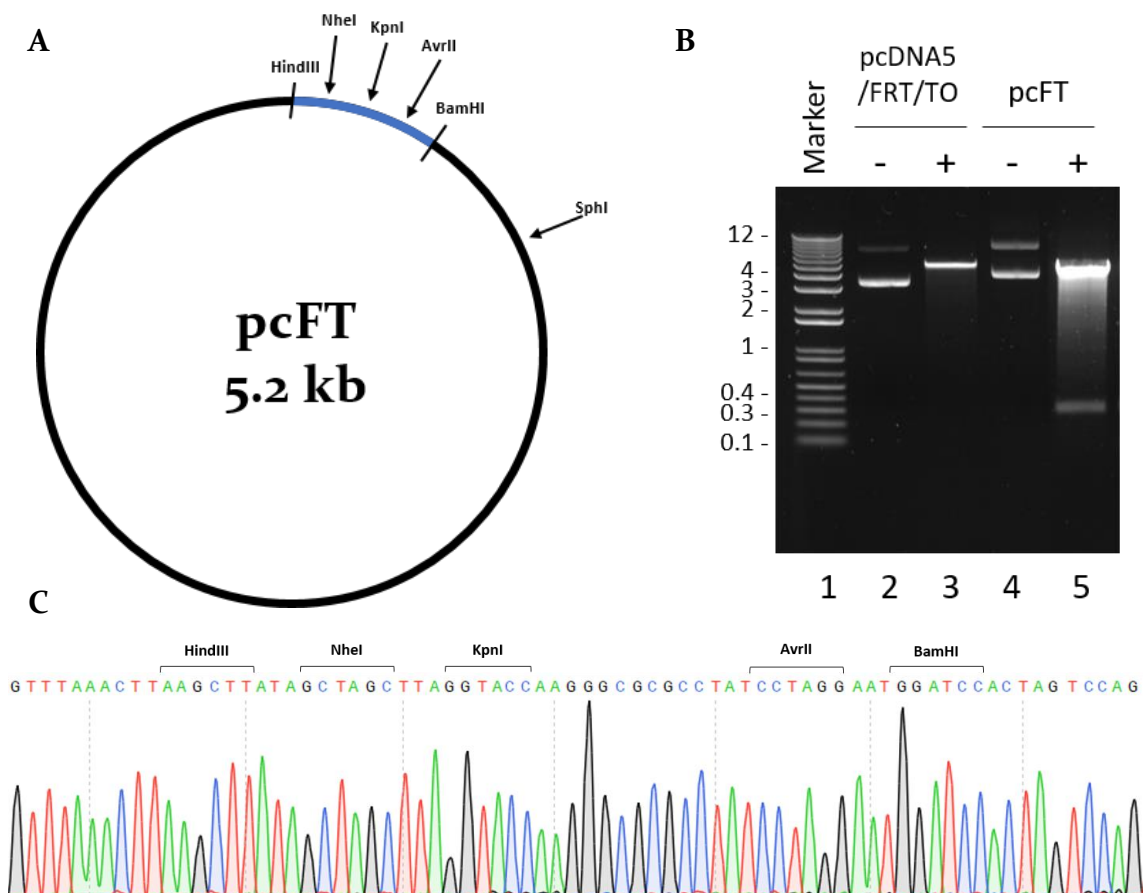 A
HindIII
NheI
KpnI
AvrII
BamHI
SphI
pcFT
5.2 kb
B
Marker
pcDNA5
/FRT/TO
pcFT
- + - +
12 -
4 -
3 -
2 -
1 -
0.4 -
0.3 -
0.1 -
1 2 3 4 5
C
HindIII NheI KpnI AvrII BamHI
GTTTAAACTTAAGCTTATAGCTAGCTTAGGTACCAAGGGCGCGCCTATCCTAGGAATGGATCCACTAGTCCAG